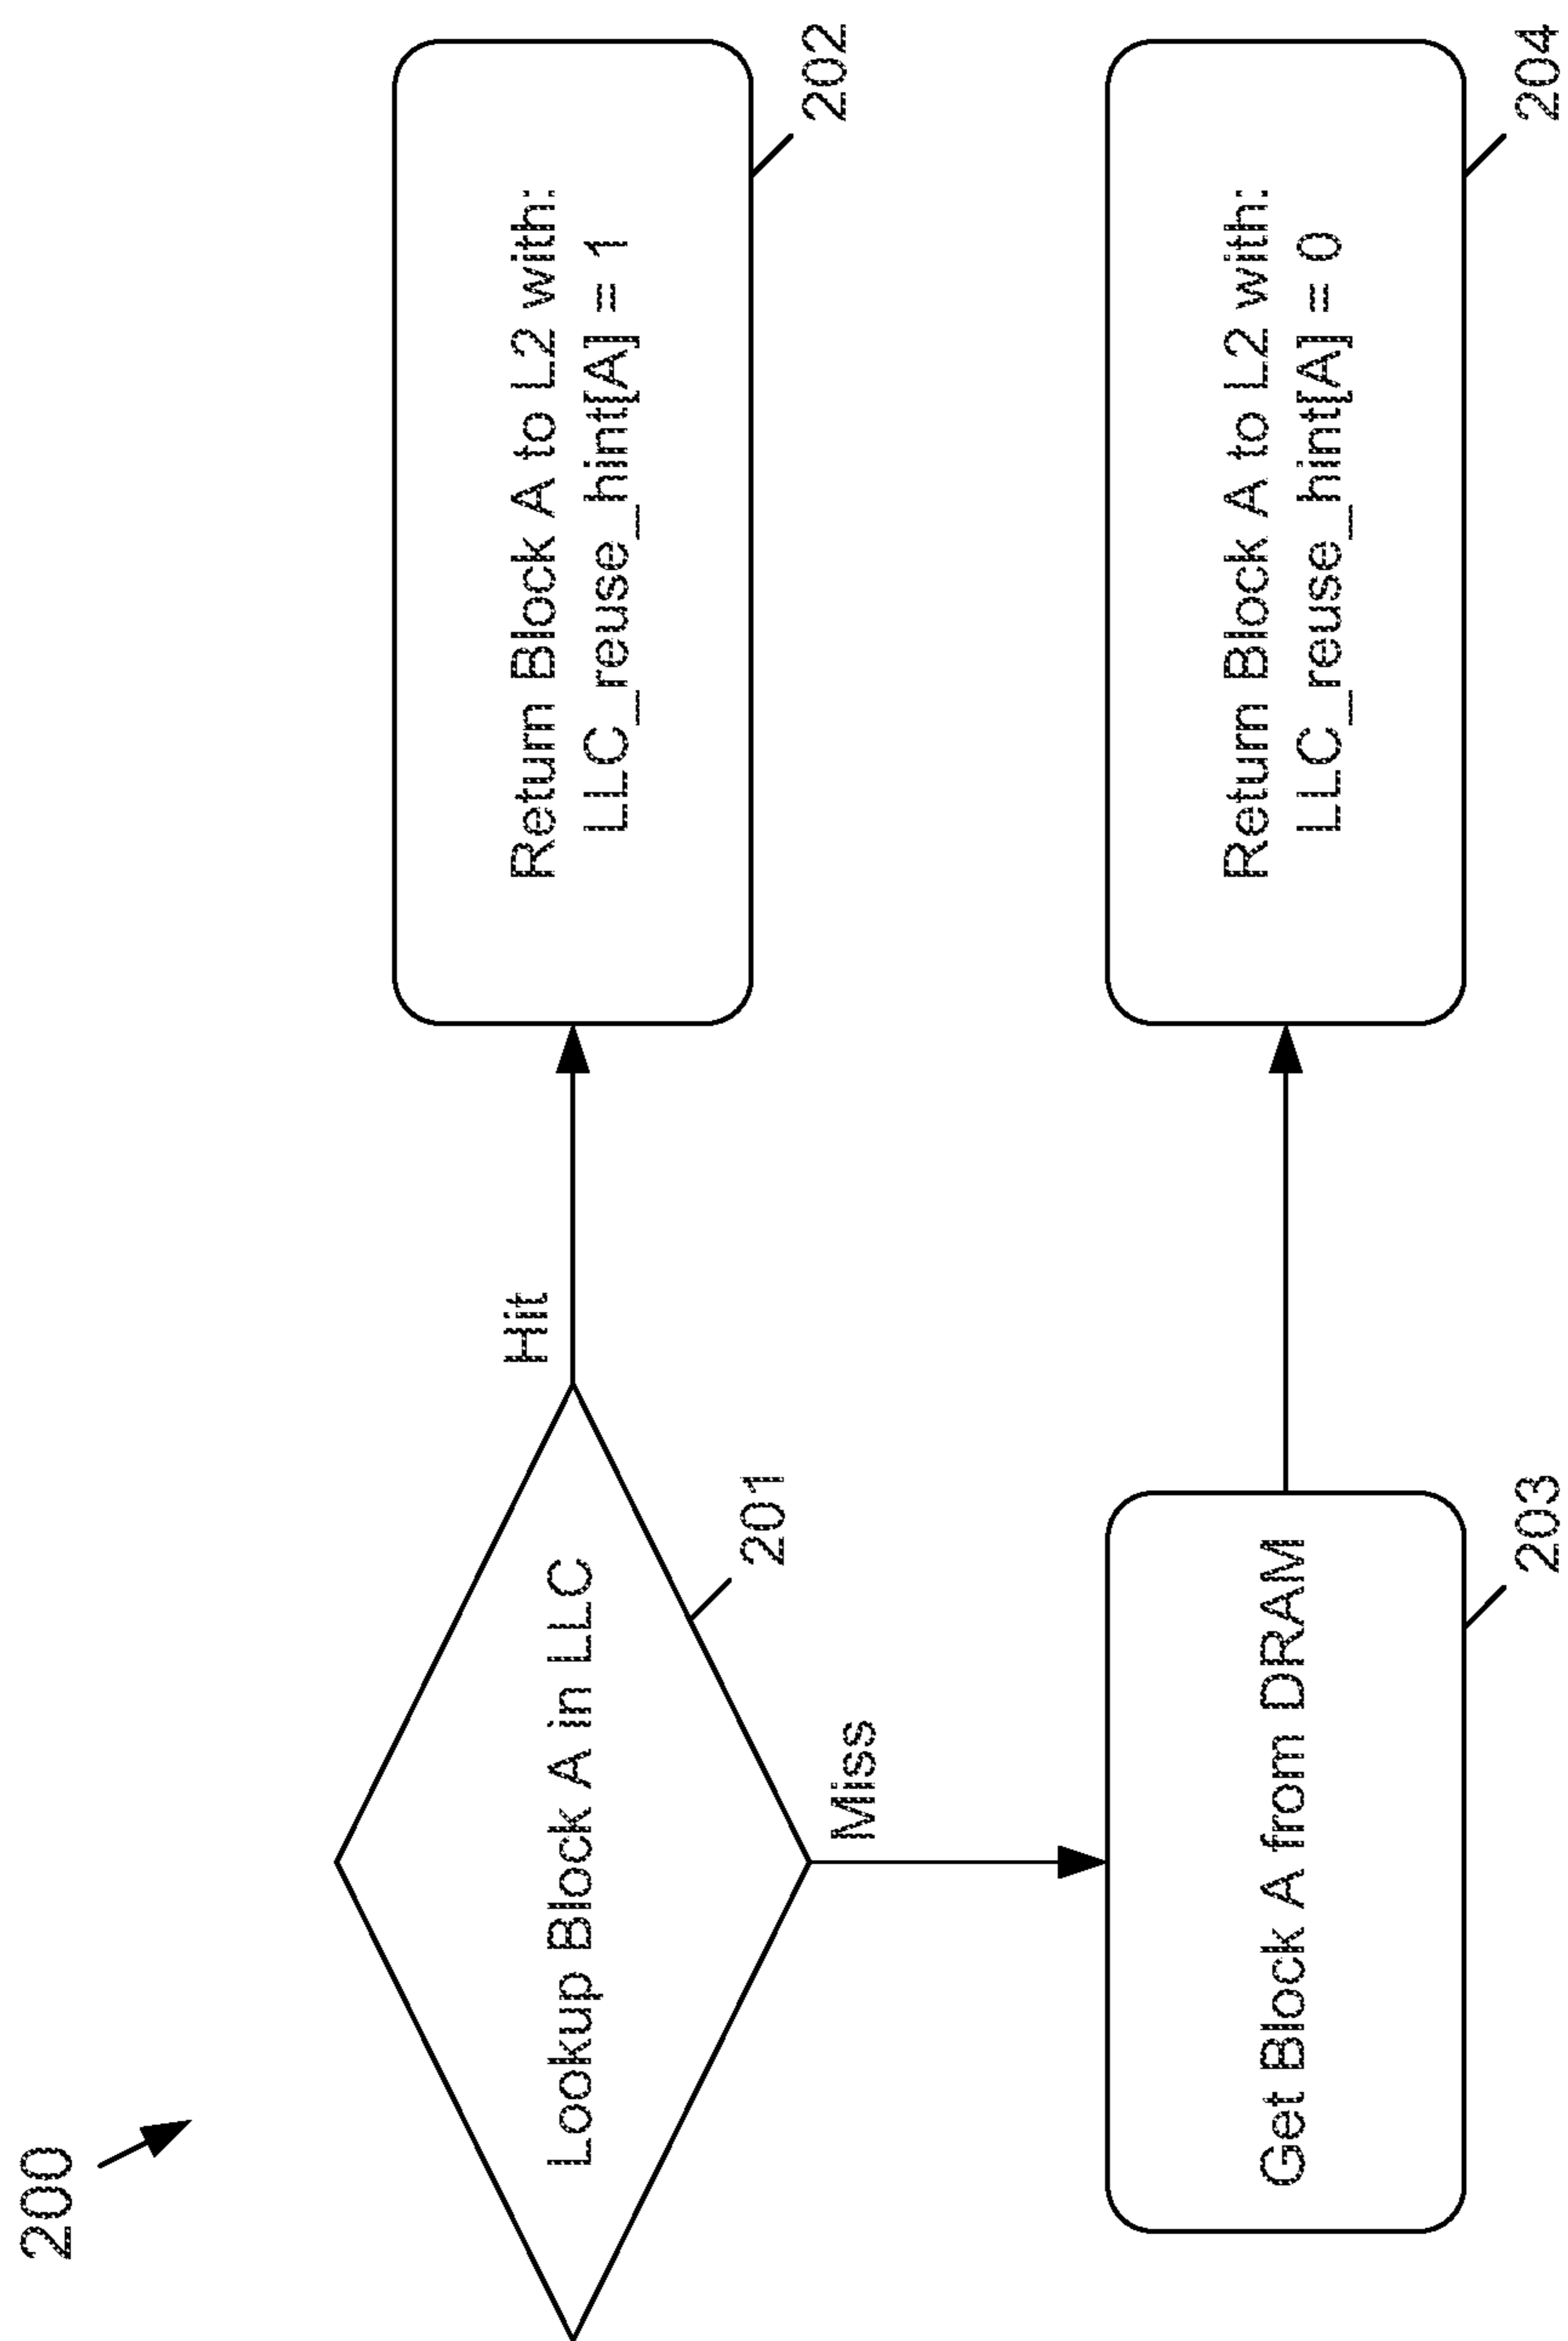 200
Lookup Block A in LLC
201
Hit
Return Block A to L2 with:
LLC_reuse_hint[A] = 1
202
Miss
Get Block A from DRAM
203
Return Block A to L2 with:
LLC_reuse_hint[A] = 0
204